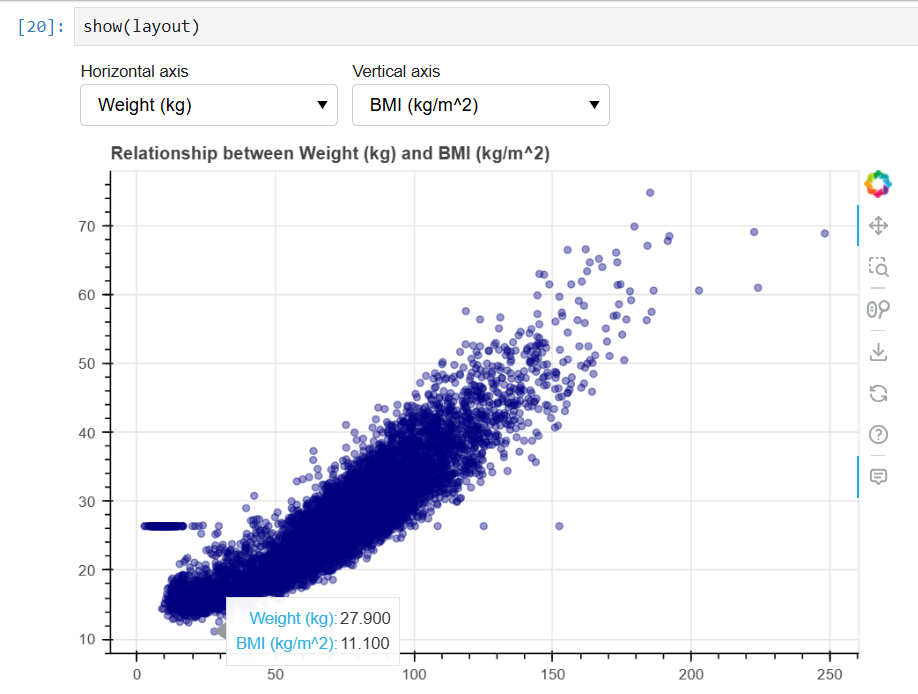 [20]: show(layout)
Horizontal axis Vertical axis
Weight (kg) BMI (kg/m^2)
Relationship between Weight (kg) and BMI (kg/m^2)
70
60
50
40
30
20
10
Weight (kg): 27.900
BMI (kg/m^2): 11.100
0 50 100 150 200 250